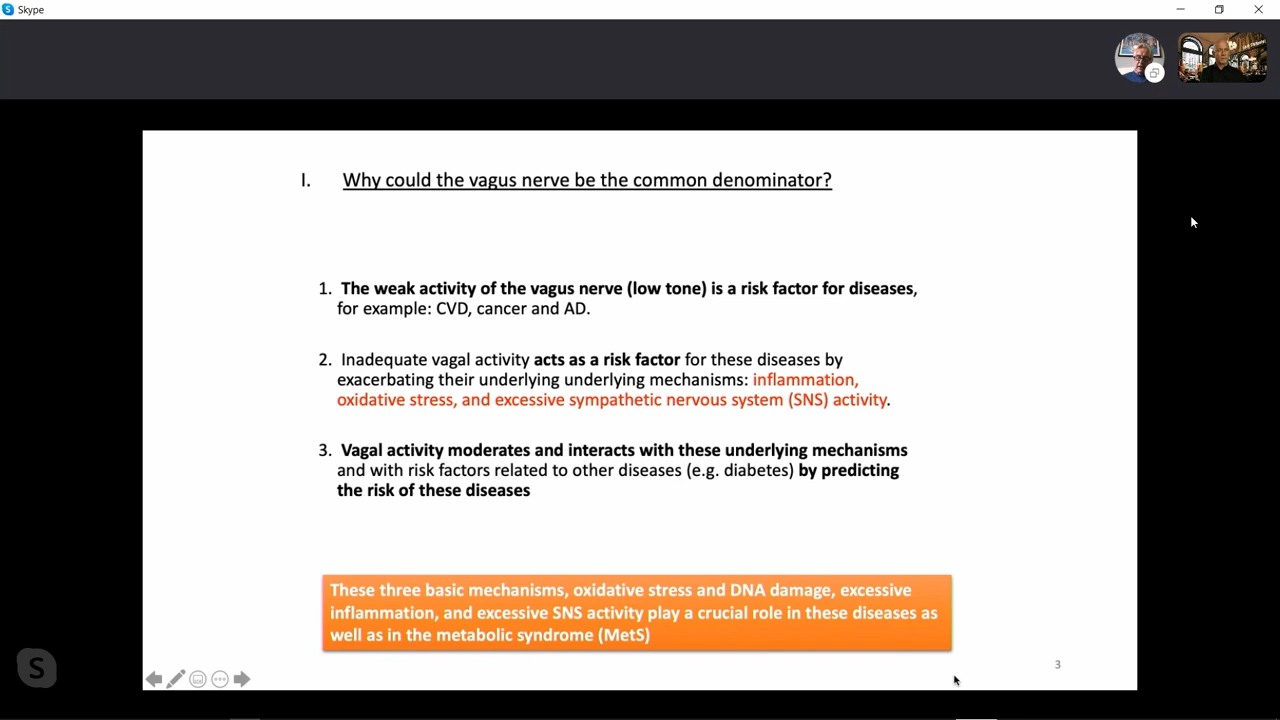 Skype
I. Why could the vagus nerve be the common denominator?
1. The weak activity of the vagus nerve (low tone) is a risk factor for diseases,
for example: CVD, cancer and AD.
2. Inadequate vagal activity acts as a risk factor for these diseases by
exacerbating their underlying underlying mechanisms: inflammation,
oxidative stress, and excessive sympathetic nervous system (SNS) activity.
3. Vagal activity moderates and interacts with these underlying mechanisms
and with risk factors related to other diseases (e.g. diabetes) by predicting
the risk of these diseases
These three basic mechanisms, oxidative stress and DNA damage, excessive
inflammation, and excessive SNS activity play a crucial role in these diseases as
well as in the metabolic syndrome (MetS)
3
S